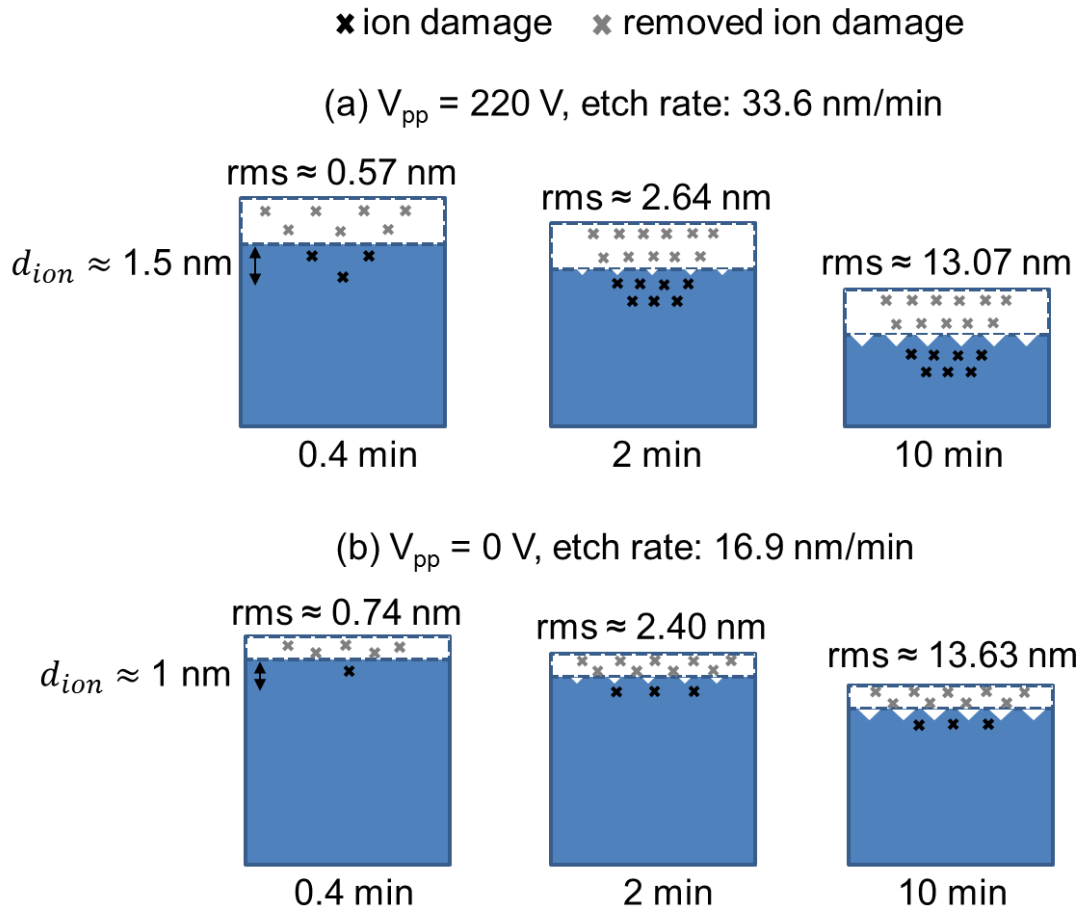 ion damage removed ion damage
(a) Vpp = 220 V, etch rate: 33.6 nm/min
rms ≈ 0.57 nm rms ≈ 2.64 nm rms ≈ 13.07 nm
d_ion ≈ 1.5 nm
0.4 min 2 min 10 min
(b) Vpp = 0 V, etch rate: 16.9 nm/min
rms ≈ 0.74 nm rms ≈ 2.40 nm rms ≈ 13.63 nm
d_ion ≈ 1 nm
0.4 min 2 min 10 min